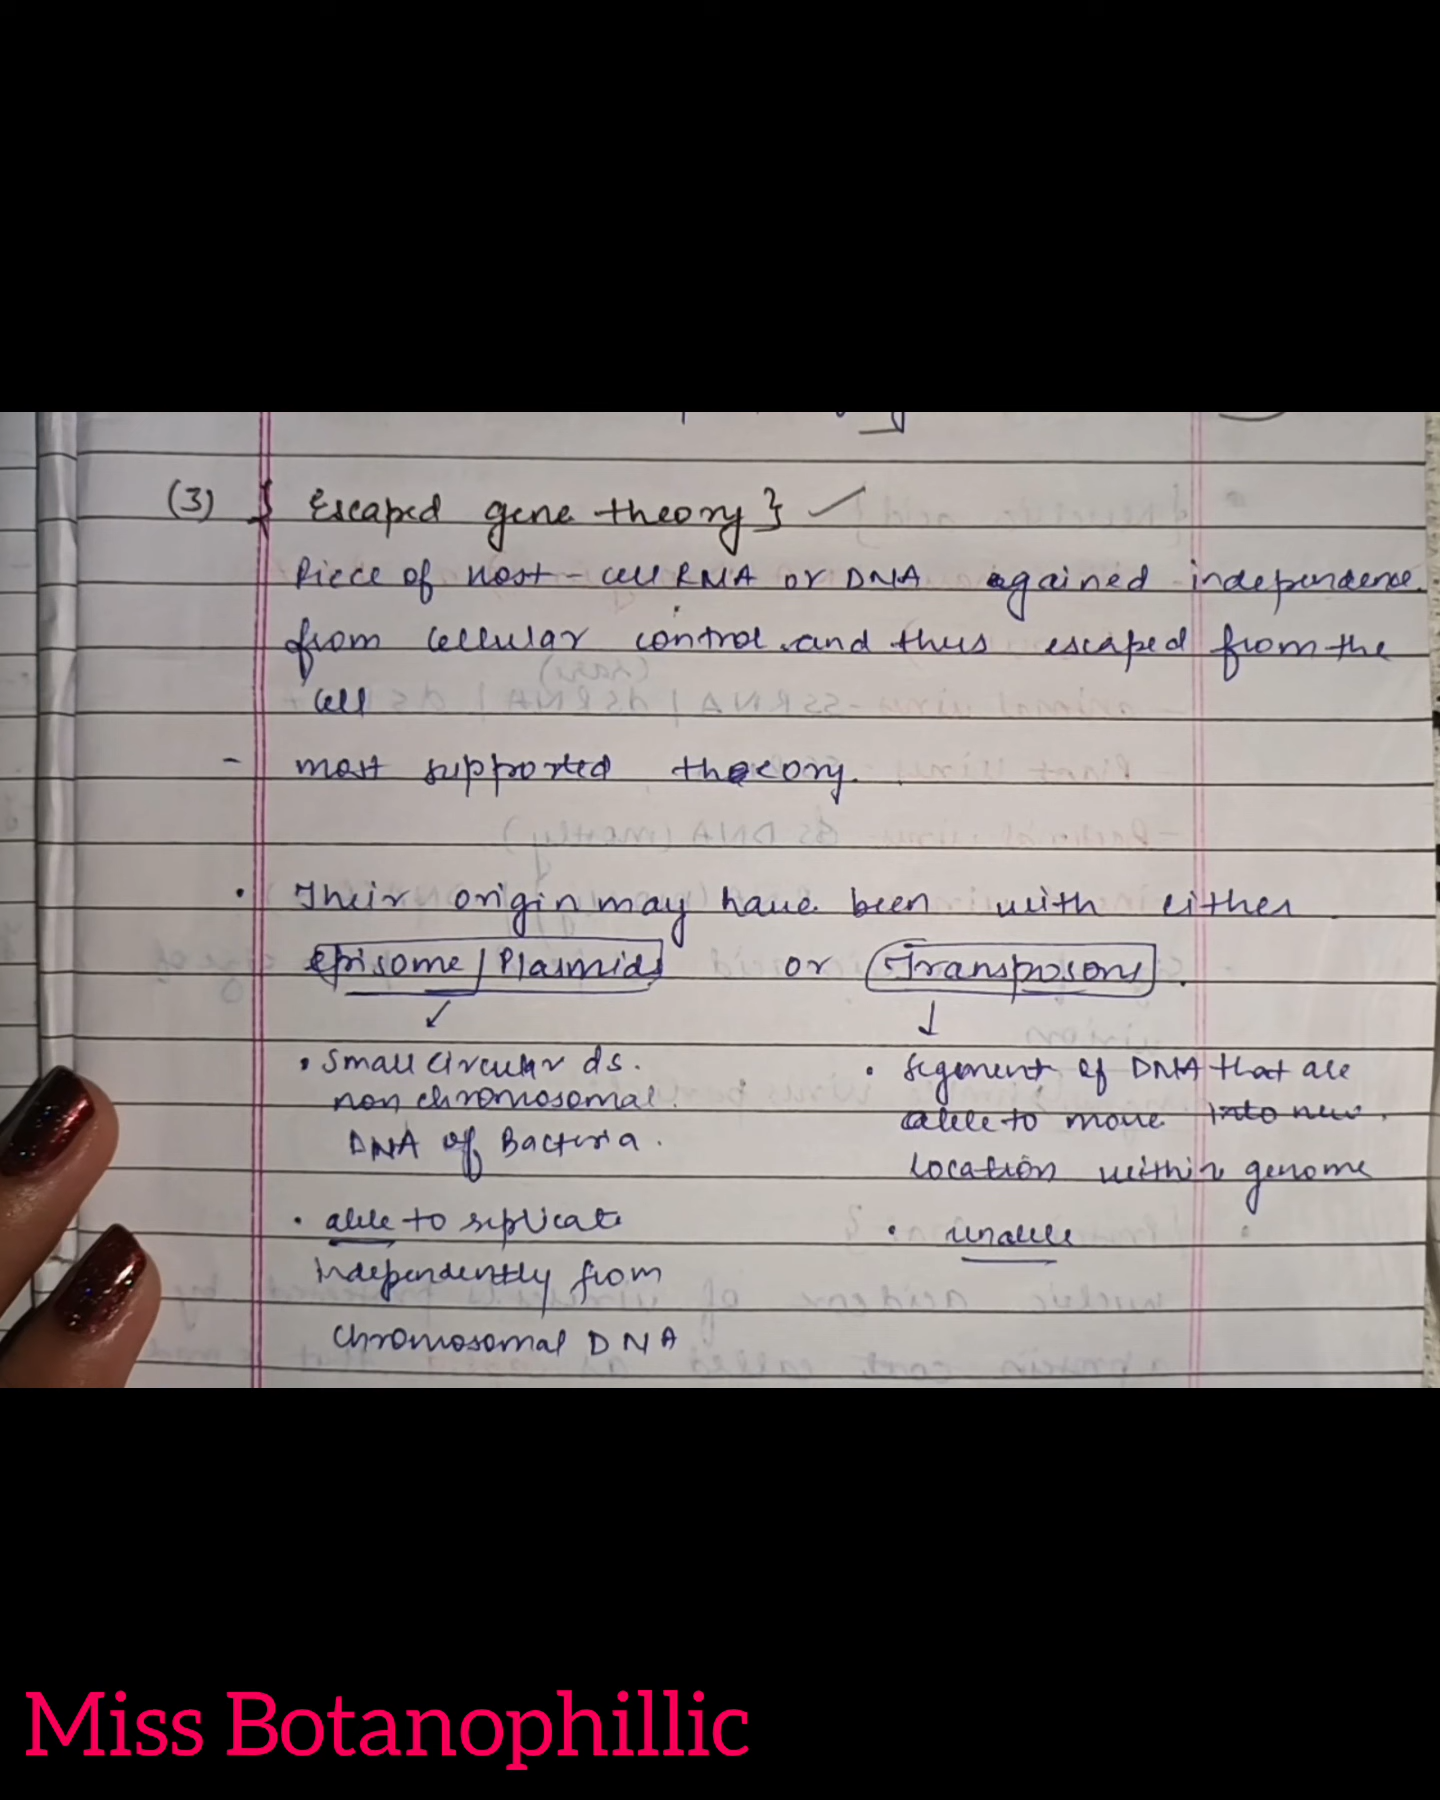 (3) { Escaped gene theory }
Piece of host-cell RNA or DNA gained independence
from cellular control and thus escaped from the
cell
- most supported theory.
• Their origin may have been with either
Episome/Plasmids or Transposons.
• Small circular ds.
non chromosomal.
DNA of Bacteria.
• able to replicate
independently from
chromosomal DNA
• segment of DNA that are
able to move into new
location within genome
• unable
Miss Botanophillic